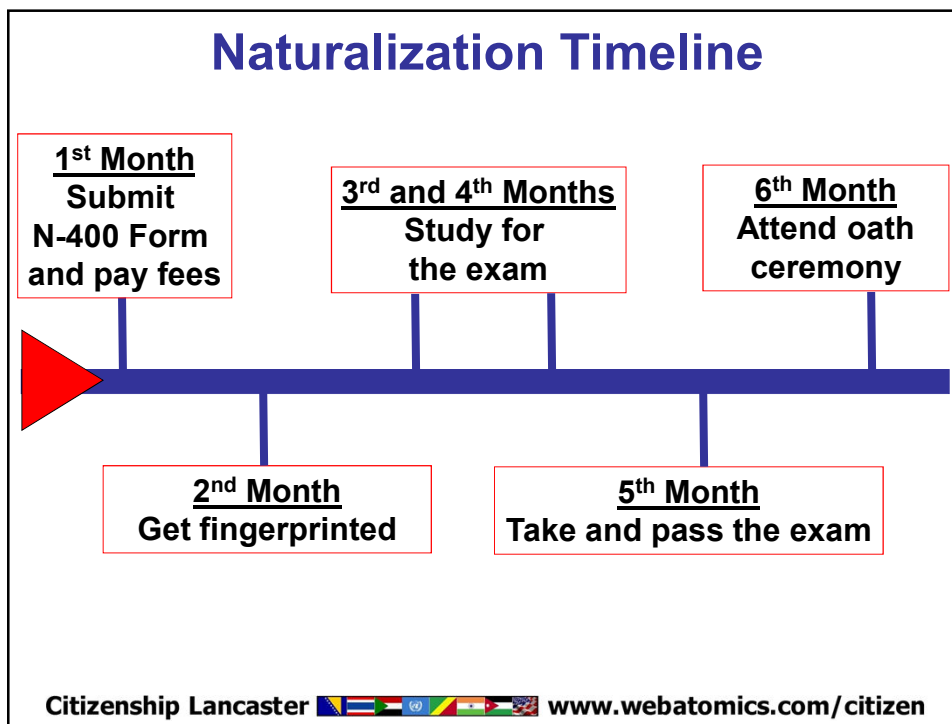 Naturalization Timeline
1st Month
Submit
N-400 Form
and pay fees
2nd Month
Get fingerprinted
3rd and 4th Months
Study for
the exam
5th Month
Take and pass the exam
6th Month
Attend oath
ceremony
Citizenship Lancaster www.webatomics.com/citizen